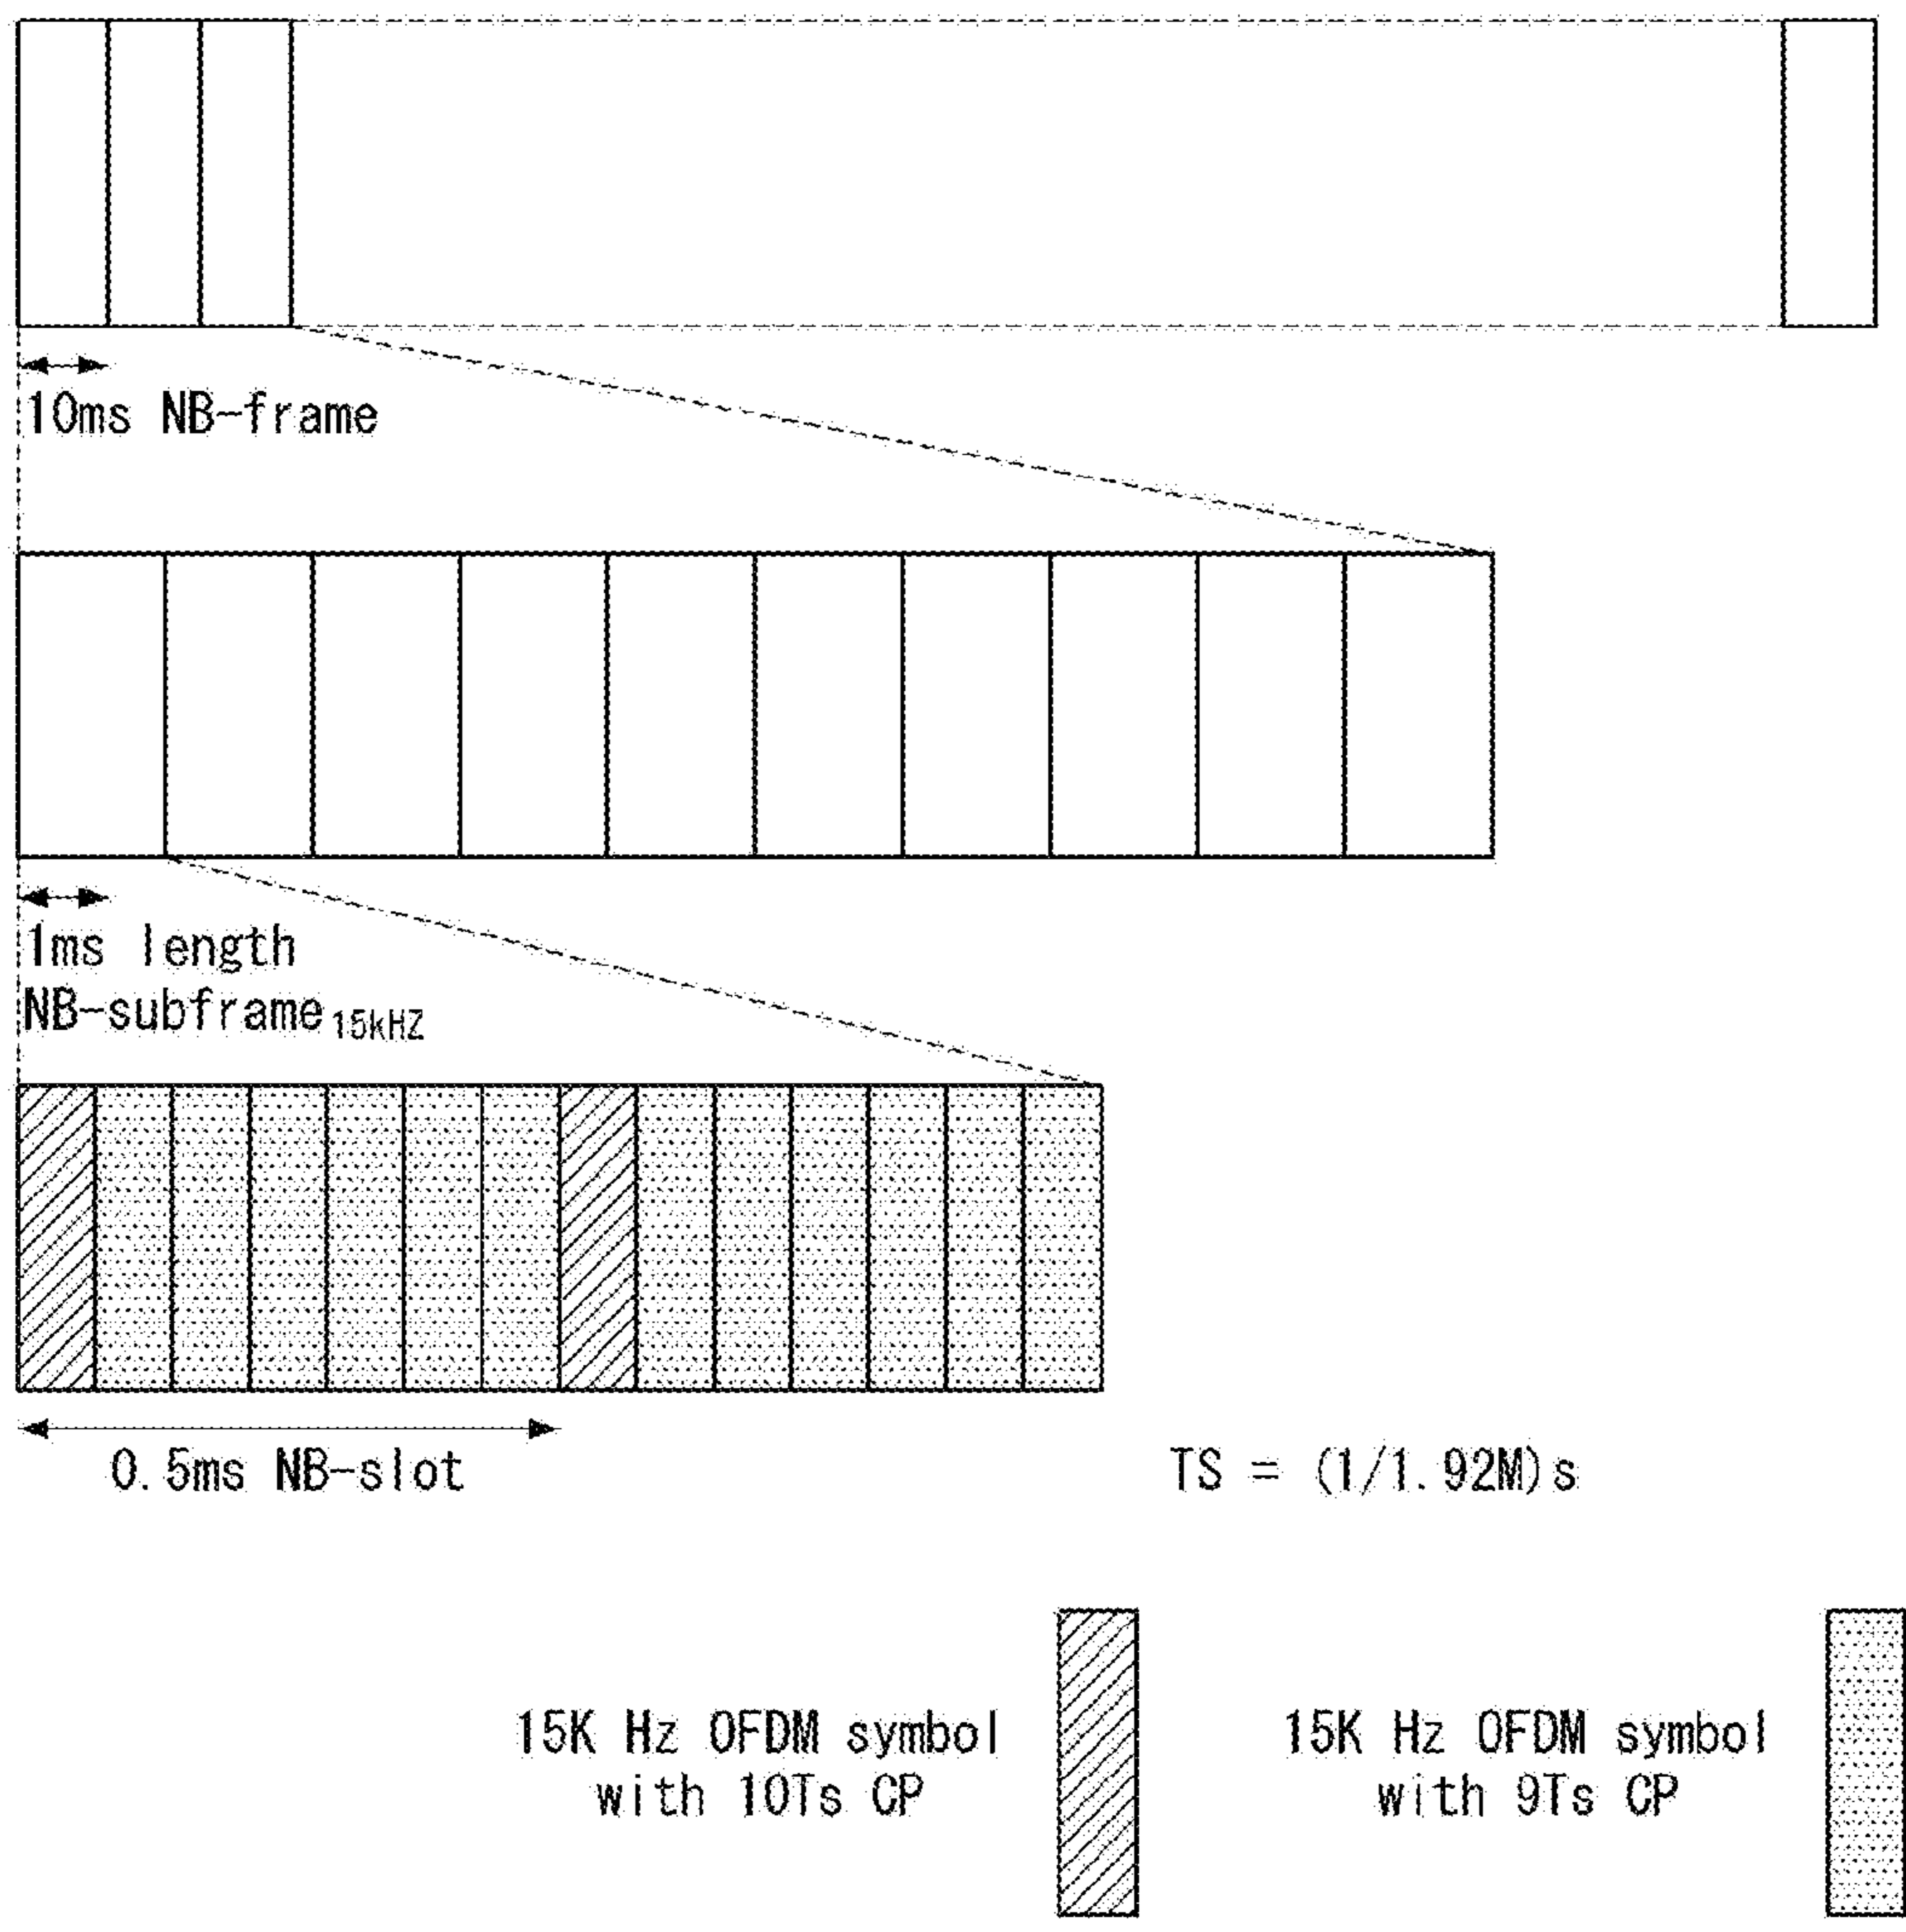 10ms NB-frame
1ms length
NB-subframe15kHZ
0.5ms NB-slot
TS = (1/1.92M)s
15K Hz OFDM symbol
with 10Ts CP
15K Hz OFDM symbol
with 9Ts CP